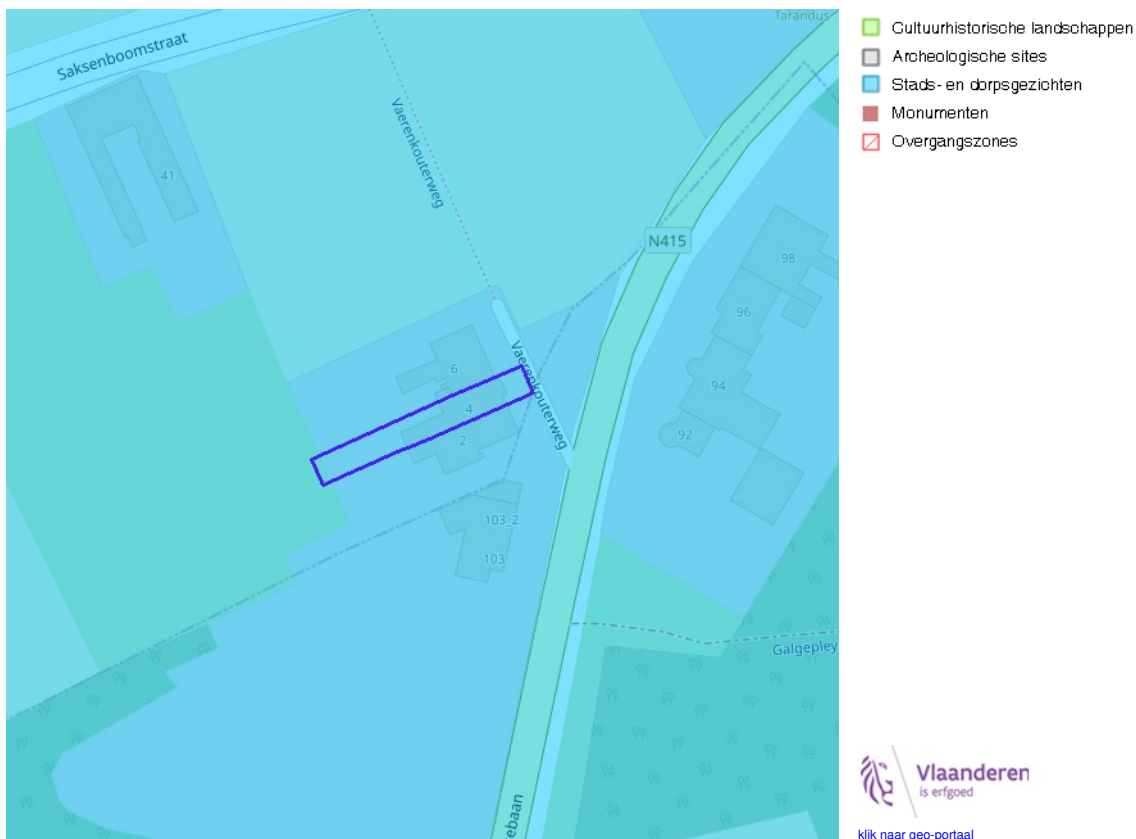 Tarandus
Saksenboomstraat
Vaerenkouterweg
41
N415
98
96
94
92
6
4
2
Vaerenkouterweg
103_2
103
Galgepley
ebaan
Cultuurhistorische landschappen
Archeologische sites
Stads- en dorpsgezichten
Monumenten
Overgangszones
Vlaanderen
is erfgoed
klik naar geo-portaal